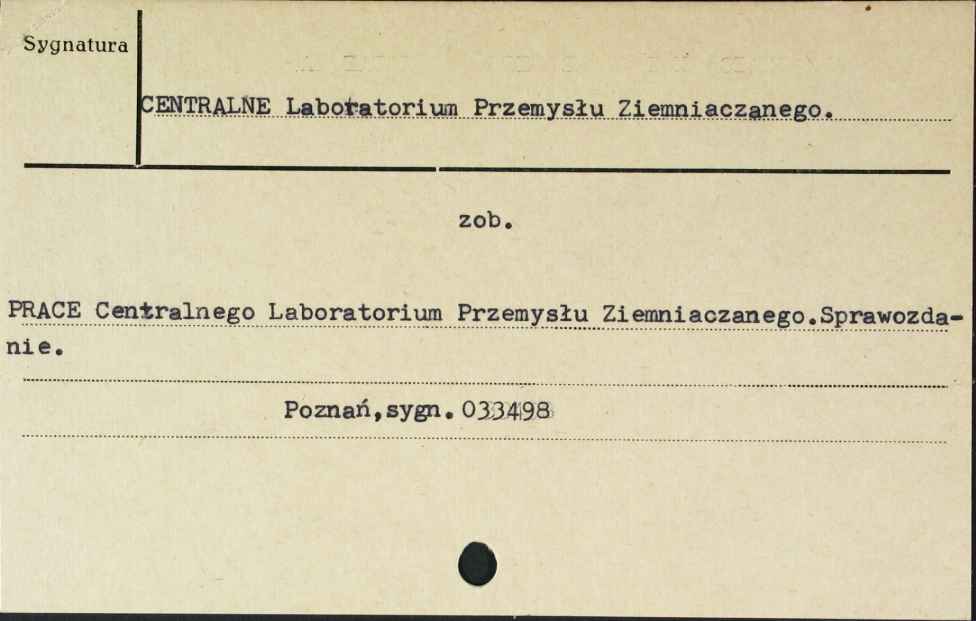 Sygnatura
CENTRALNE Laboratorium Przemysłu Ziemniaczanego.
zob.
PRACE Centralnego Laboratorium Przemysłu Ziemniaczanego.Sprawozda-
nie.
Poznań,sygn. 033498